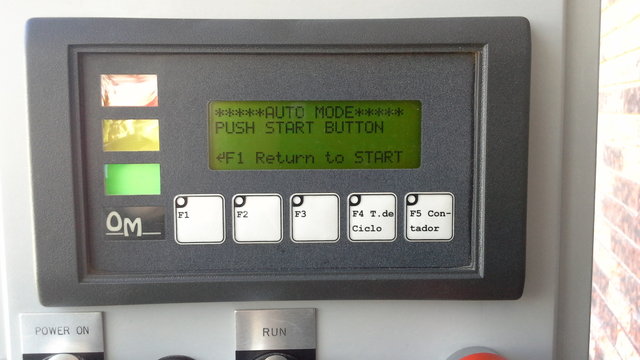 *****AUTO MODE*****
PUSH START BUTTON
↵F1 Return to START
F1
F2
F3
F4 T.de
Ciclo
F5 Con-
tador
OM
POWER ON
RUN